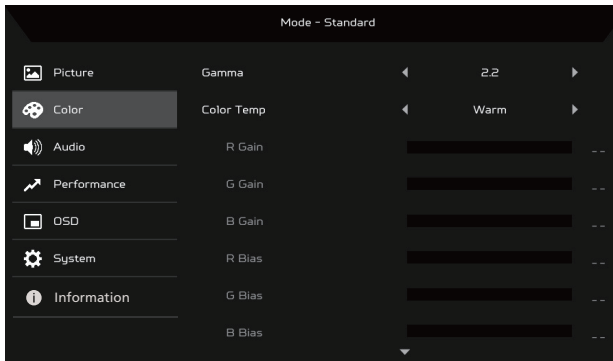 Mode - Standard
Picture
Gamma 2.2
Color
Color Temp Warm
Audio
R Gain --
Performance
G Gain --
OSD
B Gain --
System
R Bias --
Information
G Bias --
B Bias --